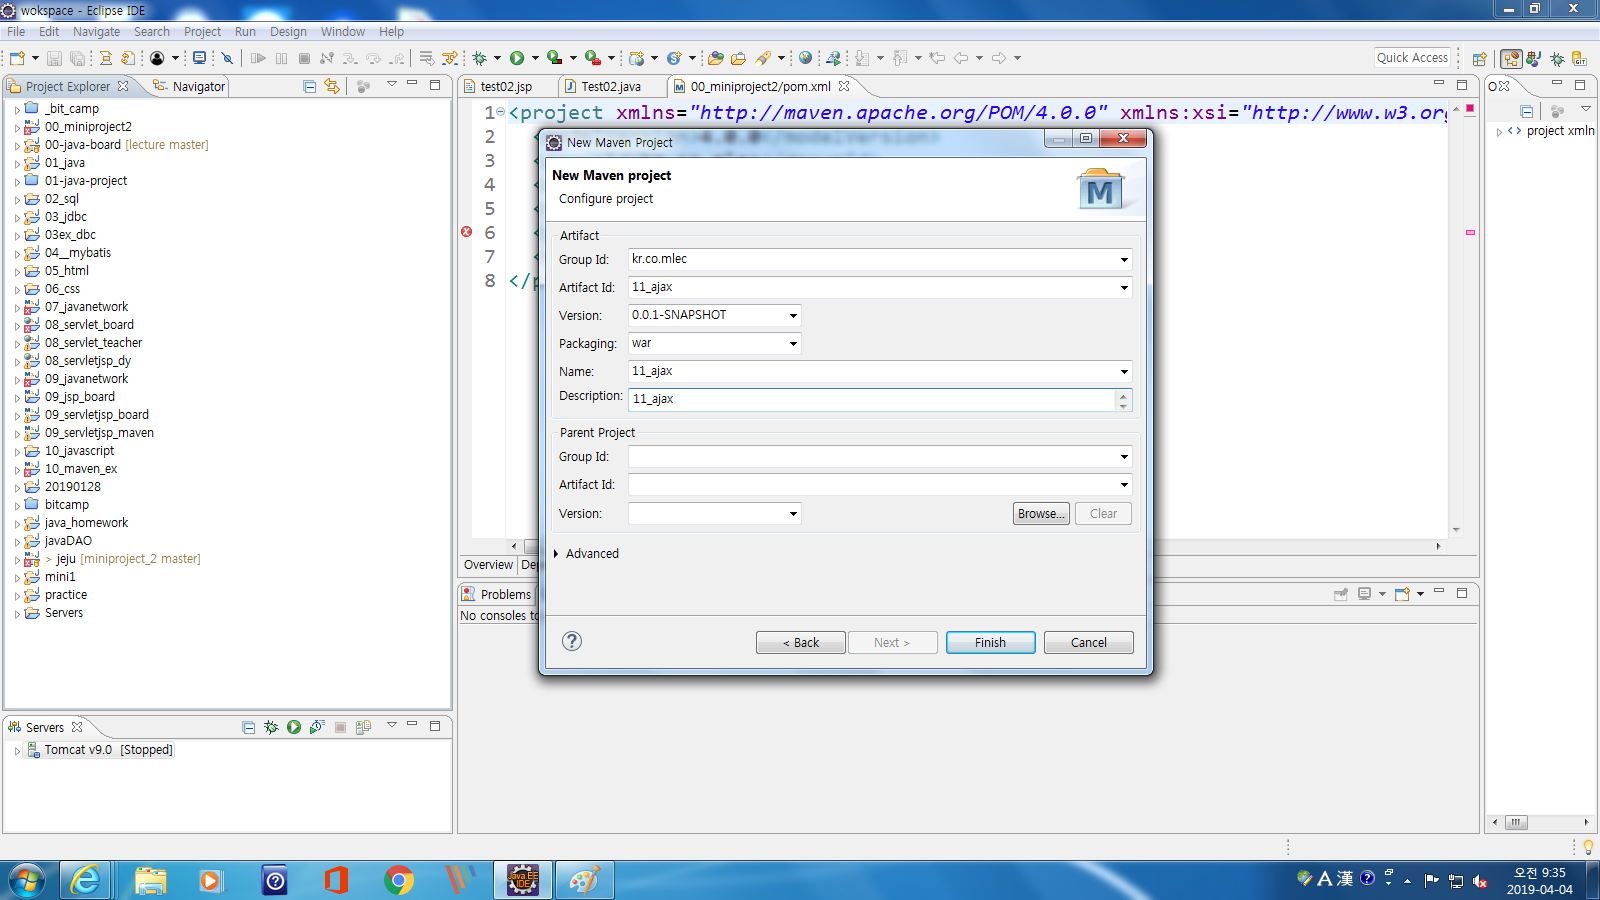 wokspace - Eclipse IDE
File Edit Navigate Search Project Run Design Window Help
Quick Access
Project Explorer
Navigator
_bit_camp
00_miniproject2
00-java-board [lecture master]
01_java
01-java-project
02_sql
03_jdbc
03ex_dbc
04__mybatis
05_html
06_css
07_javanetwork
08_servlet_board
08_servlet_teacher
08_servletjsp_dy
09_javanetwork
09_jsp_board
09_servletjsp_board
09_servletjsp_maven
10_javascript
10_maven_ex
20190128
bitcamp
java_homework
javaDAO
> jeju [miniproject_2 master]
mini1
practice
Servers
Servers
Tomcat v9.0 [Stopped]
test02.jsp
Test02.java
00_miniproject2/pom.xml
1 <project xmlns="http://maven.apache.org/POM/4.0.0" xmlns:xsi="http://www.w3.org
2 <
3 <
4 <
5 <
6 <
7 <
8 </p
Overview
No consoles to
Problems
project xmln
New Maven Project
New Maven project
Configure project
M
Artifact
Group Id: kr.co.mlec
Artifact Id: 11_ajax
Version: 0.0.1-SNAPSHOT
Packaging: war
Name: 11_ajax
Description: 11_ajax
Parent Project
Group Id:
Artifact Id:
Version:
Browse...
Clear
Advanced
< Back
Next >
Finish
Cancel
Java EE
IDE
A 漢
오전 9:35
2019-04-04